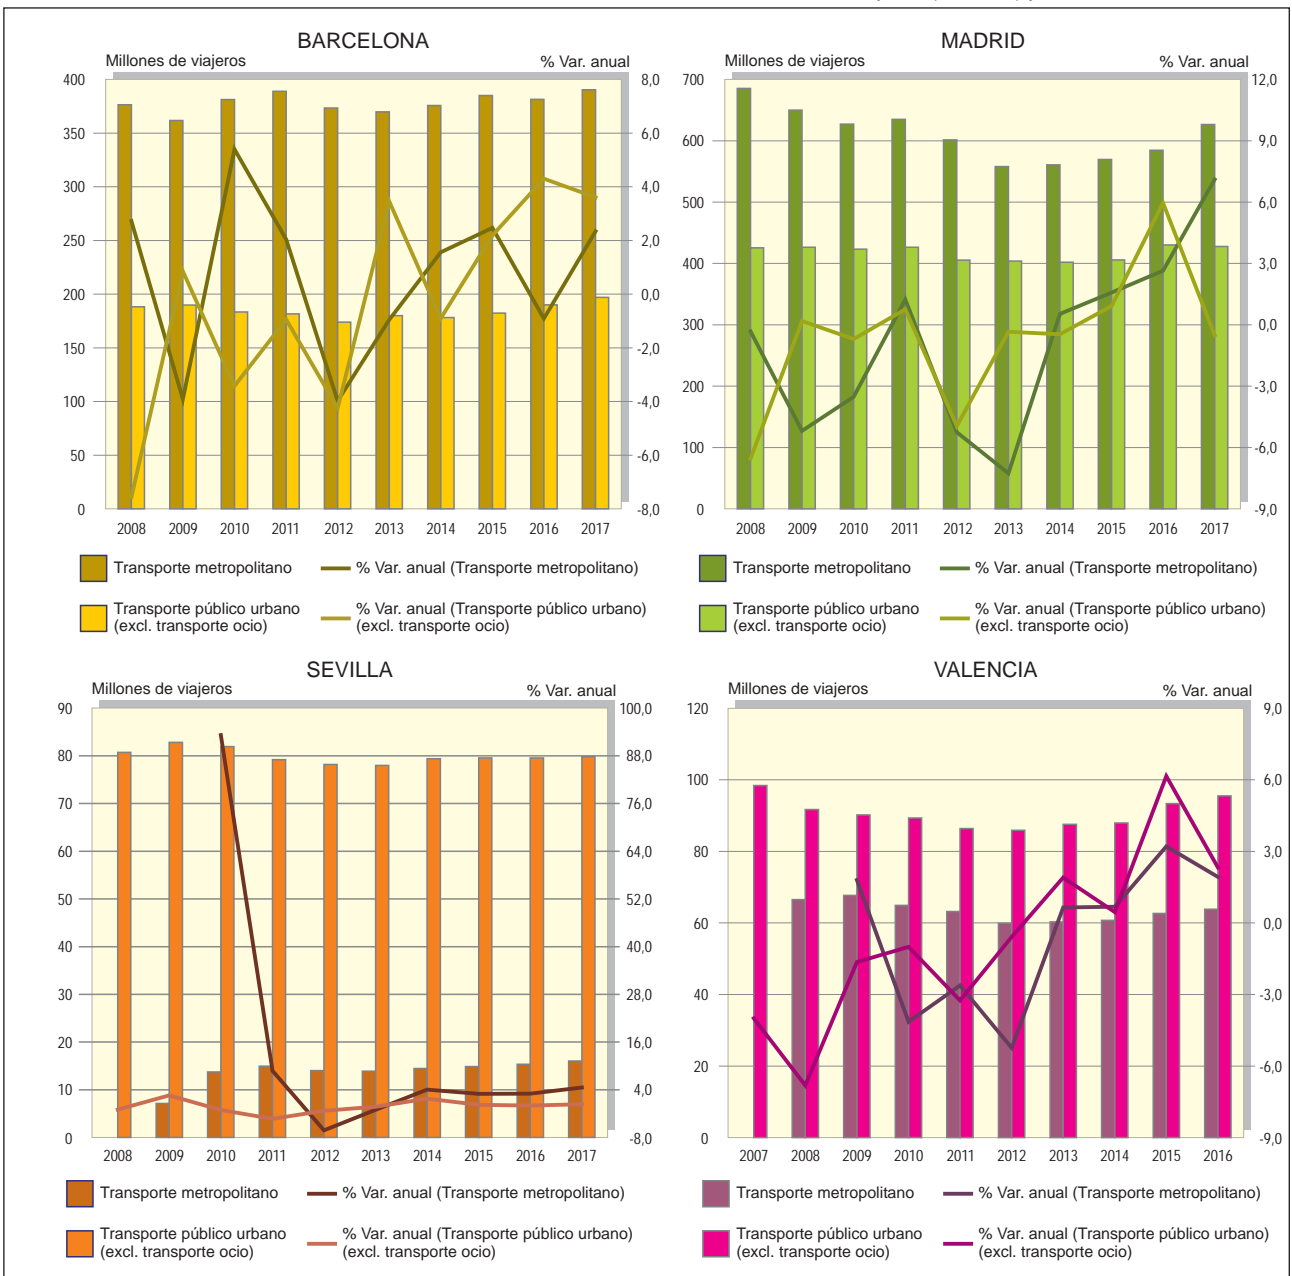 BARCELONA
Millones de viajeros % Var. anual
400 8,0
350 6,0
300 4,0
250 2,0
200 0,0
150 -2,0
100 -4,0
50 -6,0
0 -8,0
2008 2009 2010 2011 2012 2013 2014 2015 2016 2017
Transporte metropolitano % Var. anual (Transporte metropolitano)
Transporte público urbano % Var. anual (Transporte público urbano)
(excl. transporte ocio) (excl. transporte ocio)
MADRID
Millones de viajeros % Var. anual
700 12,0
600 9,0
500 6,0
400 3,0
300 0,0
200 -3,0
100 -6,0
0 -9,0
2008 2009 2010 2011 2012 2013 2014 2015 2016 2017
Transporte metropolitano % Var. anual (Transporte metropolitano)
Transporte público urbano % Var. anual (Transporte público urbano)
(excl. transporte ocio) (excl. transporte ocio)
SEVILLA
Millones de viajeros % Var. anual
90 100,0
80 88,0
70 76,0
60 64,0
50 52,0
40 40,0
30 28,0
20 16,0
10 4,0
0 -8,0
2008 2009 2010 2011 2012 2013 2014 2015 2016 2017
Transporte metropolitano % Var. anual (Transporte metropolitano)
Transporte público urbano % Var. anual (Transporte público urbano)
(excl. transporte ocio) (excl. transporte ocio)
VALENCIA
Millones de viajeros % Var. anual
120 9,0
100 6,0
80 3,0
60 0,0
40 -3,0
20 -6,0
0 -9,0
2007 2008 2009 2010 2011 2012 2013 2014 2015 2016
Transporte metropolitano % Var. anual (Transporte metropolitano)
Transporte público urbano % Var. anual (Transporte público urbano)
(excl. transporte ocio) (excl. transporte ocio)